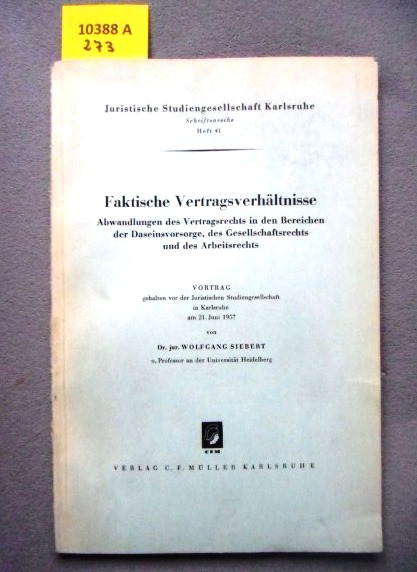 10388 A
273
Juristische Studiengesellschaft Karlsruhe
Schriftenreihe
Heft 41
Faktische Vertragsverhältnisse
Abwandlungen des Vertragsrechts in den Bereichen
der Daseinsvorsorge, des Gesellschaftsrechts
und des Arbeitsrechts
VORTRAG
gehalten vor der Juristischen Studiengesellschaft
in Karlsruhe
am 21. Juni 1957
von
Dr. jur. WOLFGANG SIEBERT
o. Professor an der Universität Heidelberg
CFM
VERLAG C. F. MÜLLER KARLSRUHE